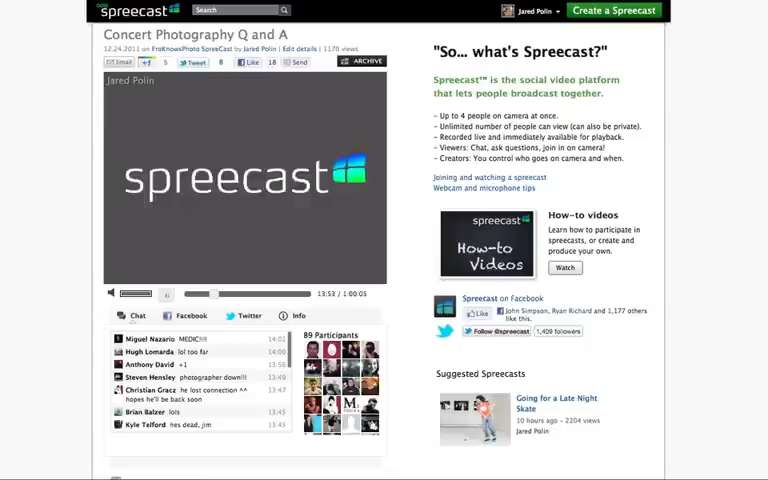 spreecast
Search
Jared Polin
Create a Spreecast
Concert Photography Q and A
12.24.2011 on FroKnowsPhoto SpreeCast by Jared Polin | Edit details | 1176 views
Email
+1
5
Tweet
8
Like
18
Send
ARCHIVE
Jared Polin
spreecast
13:53 / 1:00:05
Chat
Facebook
Twitter
Info
Miguel Nazario MEDIC!!! 14:01
Hugh Lomarda lol too far 14:00
Anthony David +1 13:56
Steven Hensley photographer down!!! 13:49
Christian Gracz he lost connection ^^ 13:47
hopes he'll be back soon
Brian Balzer lols 13:45
Kyle Telford hes dead, jim 13:45
89 Participants
"So... what's Spreecast?"
Spreecast™ is the social video platform
that lets people broadcast together.
- Up to 4 people on camera at once.
- Unlimited number of people can view (can also be private).
- Recorded live and immediately available for playback.
- Viewers: Chat, ask questions, join in on camera!
- Creators: You control who goes on camera and when.
Joining and watching a spreecast
Webcam and microphone tips
spreecast
How-to
Videos
How-to videos
Learn how to participate in
spreecasts, or create and
produce your own.
Watch
Spreecast on Facebook
Like
John Simpson, Ryan Richard and 1,177 others
like this.
Follow @spreecast
1,409 followers
Suggested Spreecasts
Going for a Late Night
Skate
10 hours ago - 2204 views
Jared Polin